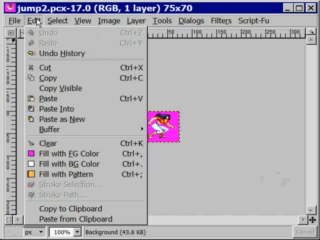 jump2.pcx-17.0 (RGB, 1 layer) 75x70
File Edit Select View Image Layer Tools Dialogs Filters Script-Fu
Undo Ctrl+Z
Redo Ctrl+Y
Undo History
Cut Ctrl+X
Copy Ctrl+C
Copy Visible
Paste Ctrl+V
Paste Into
Paste as New
Buffer
Clear Ctrl+K
Fill with FG Color Ctrl+,
Fill with BG Color Ctrl+.
Fill with Pattern Ctrl+;
Stroke Selection...
Stroke Path...
Copy to Clipboard
Paste from Clipboard
px 100% Background (43.6 KB) Cancel